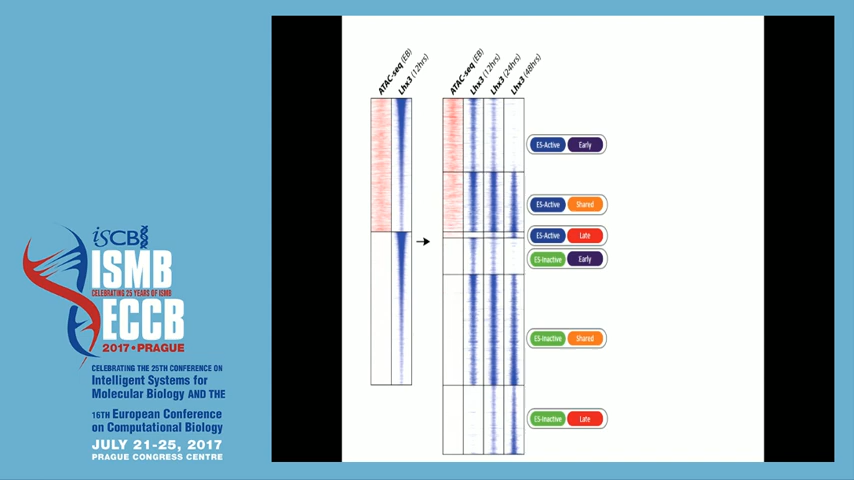 ATAC-seq (EB)
Lhx3 (12hrs)
ATAC-seq (EB)
Lhx3 (12hrs)
Lhx3 (24hrs)
Lhx3 (48hrs)
ES-Active Early
ES-Active Shared
ES-Active Late
ES-Inactive Early
ES-Inactive Shared
ES-Inactive Late
iSCB
ISMB
CELEBRATING 25 YEARS OF ISMB
ECCB
2017 • PRAGUE
CELEBRATING THE 25TH CONFERENCE ON
Intelligent Systems for
Molecular Biology AND THE
16TH European Conference
on Computational Biology
JULY 21-25, 2017
PRAGUE CONGRESS CENTRE